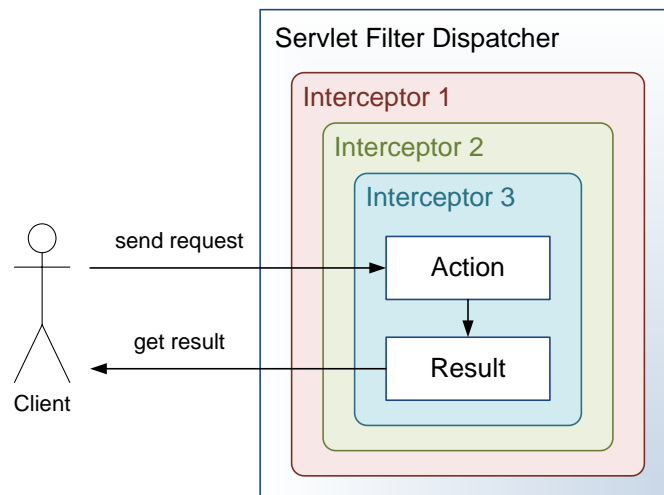 Servlet Filter Dispatcher
Interceptor 1
Interceptor 2
Interceptor 3
send request
Action
get result
Result
Client